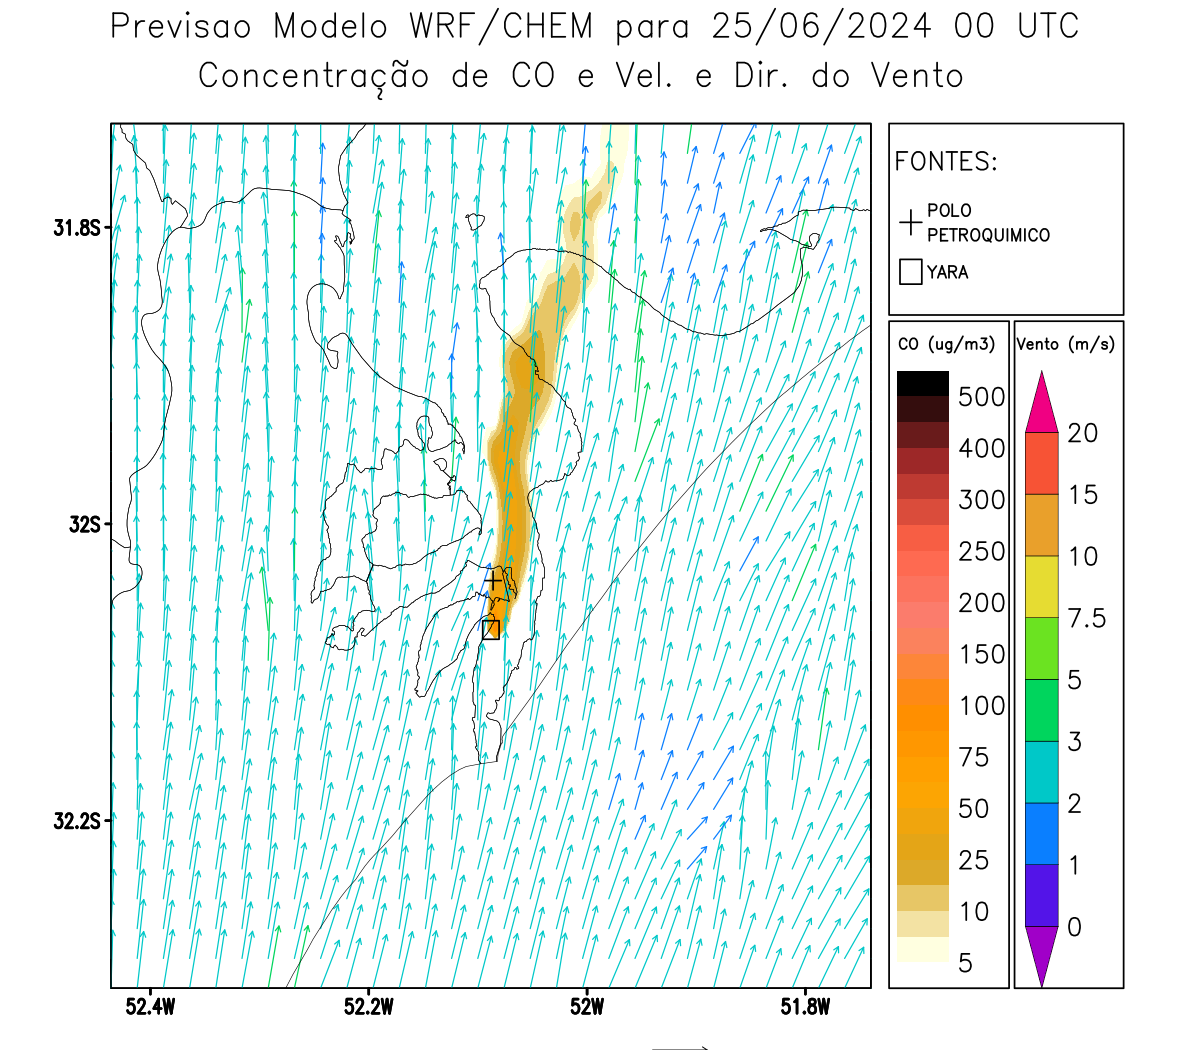 Previsao Modelo WRF/CHEM para 25/06/2024 00 UTC
Concentração de CO e Vel. e Dir. do Vento
FONTES:
POLO
PETROQUIMICO
YARA
31.8S
32S
32.2S
52.4W
52.2W
52W
51.8W
CO (ug/m3)
500
400
300
250
200
150
100
75
50
25
10
5
Vento (m/s)
20
15
10
7.5
5
3
2
1
0